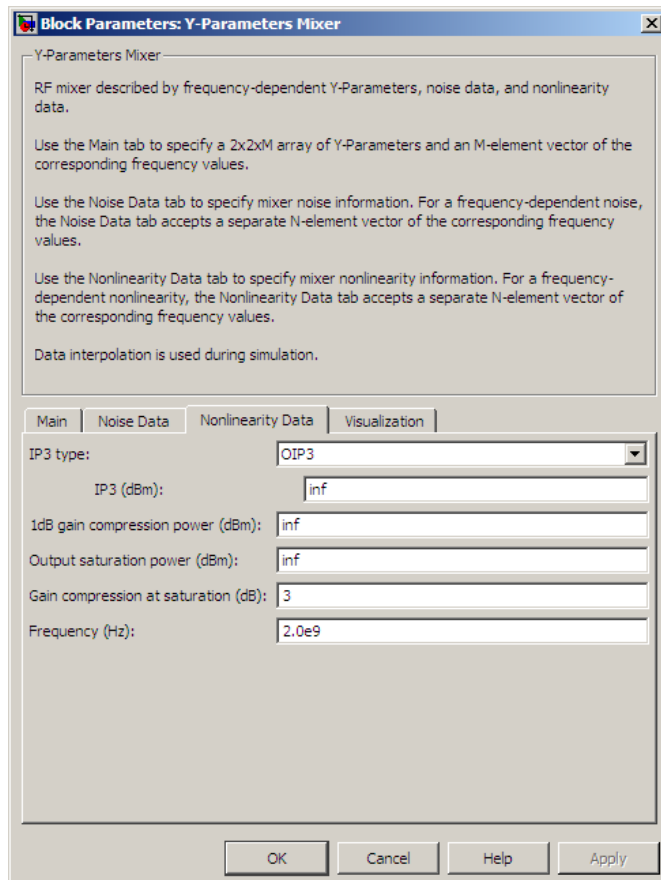 Block Parameters: Y-Parameters Mixer
Y-Parameters Mixer
RF mixer described by frequency-dependent Y-Parameters, noise data, and nonlinearity
data.
Use the Main tab to specify a 2x2xM array of Y-Parameters and an M-element vector of the
corresponding frequency values.
Use the Noise Data tab to specify mixer noise information. For a frequency-dependent noise,
the Noise Data tab accepts a separate N-element vector of the corresponding frequency
values.
Use the Nonlinearity Data tab to specify mixer nonlinearity information. For a frequency-
dependent nonlinearity, the Nonlinearity Data tab accepts a separate N-element vector of
the corresponding frequency values.
Data interpolation is used during simulation.
Main Noise Data Nonlinearity Data Visualization
IP3 type: OIP3
IP3 (dBm): inf
1dB gain compression power (dBm): inf
Output saturation power (dBm): inf
Gain compression at saturation (dB): 3
Frequency (Hz): 2.0e9
OK Cancel Help Apply